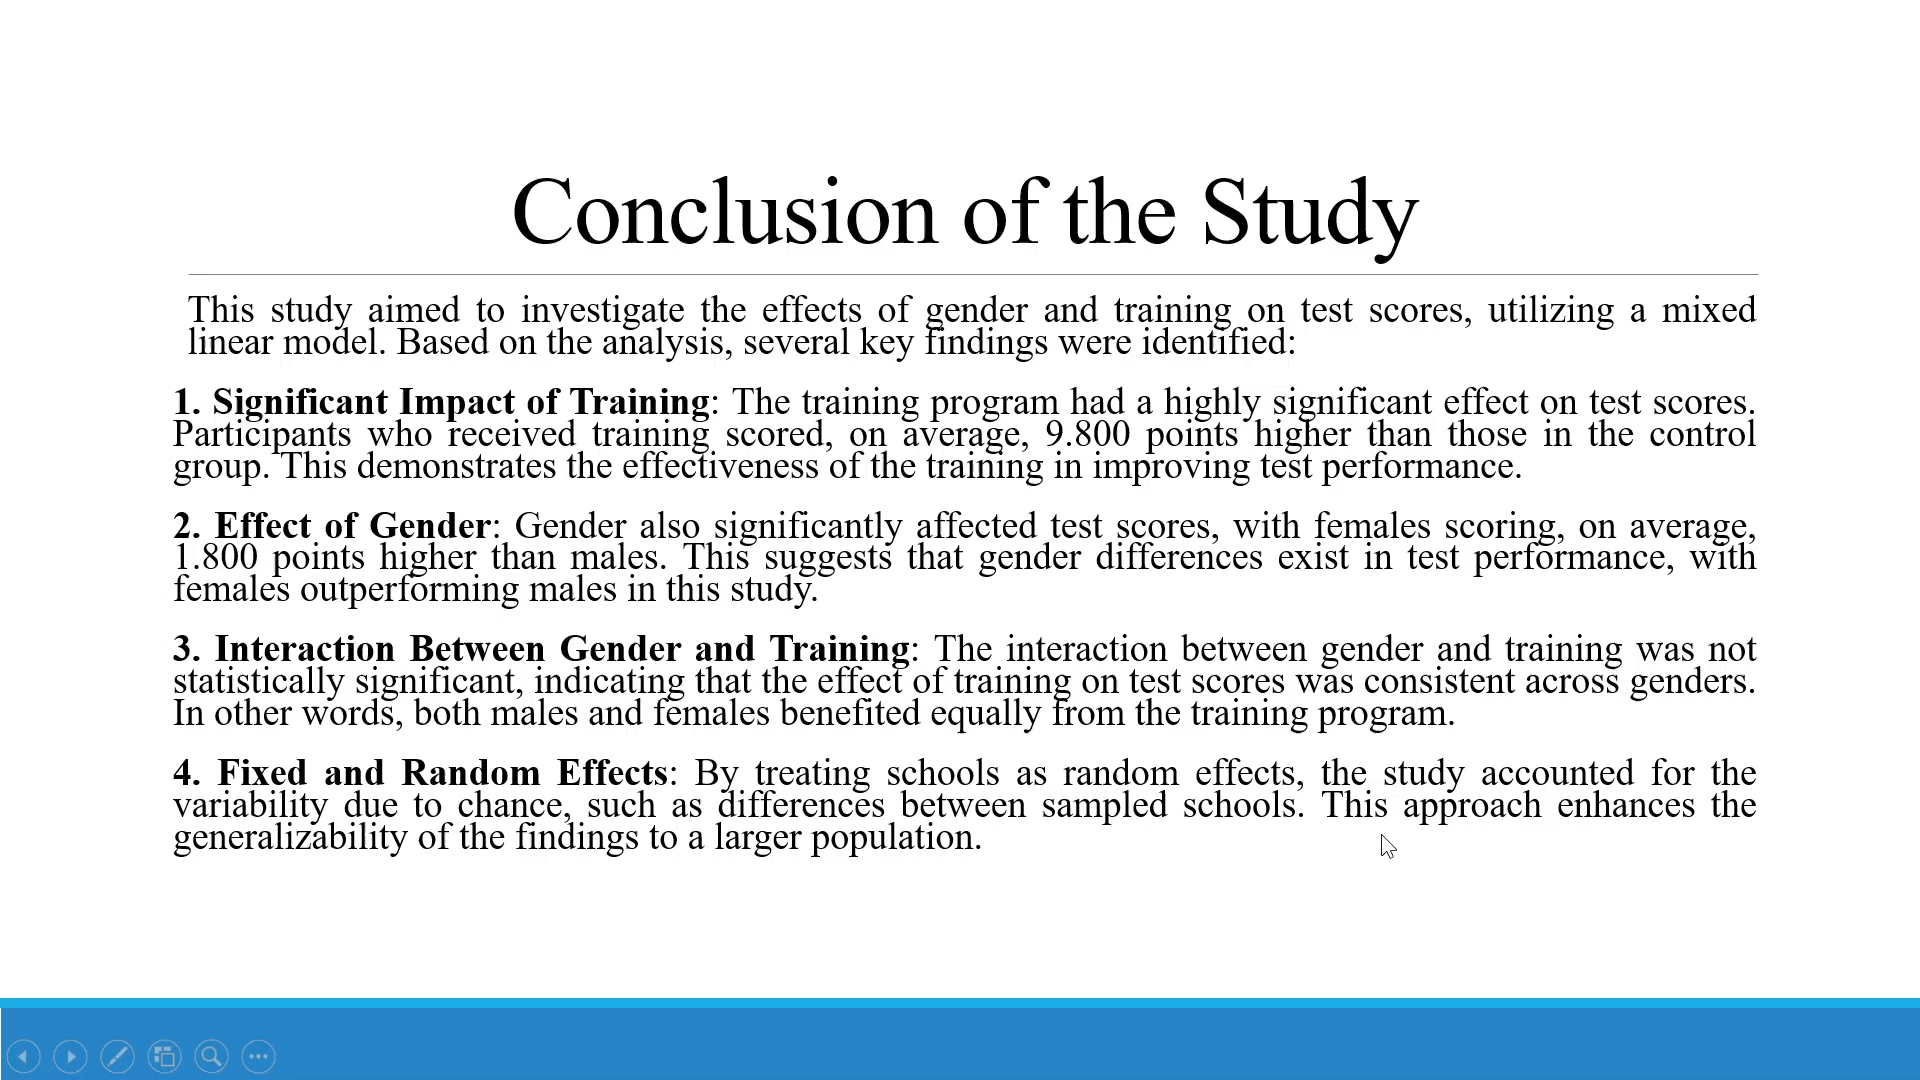 Conclusion of the Study
This study aimed to investigate the effects of gender and training on test scores, utilizing a mixed
linear model. Based on the analysis, several key findings were identified:
1. Significant Impact of Training: The training program had a highly significant effect on test scores.
Participants who received training scored, on average, 9.800 points higher than those in the control
group. This demonstrates the effectiveness of the training in improving test performance.
2. Effect of Gender: Gender also significantly affected test scores, with females scoring, on average,
1.800 points higher than males. This suggests that gender differences exist in test performance, with
females outperforming males in this study.
3. Interaction Between Gender and Training: The interaction between gender and training was not
statistically significant, indicating that the effect of training on test scores was consistent across genders.
In other words, both males and females benefited equally from the training program.
4. Fixed and Random Effects: By treating schools as random effects, the study accounted for the
variability due to chance, such as differences between sampled schools. This approach enhances the
generalizability of the findings to a larger population.